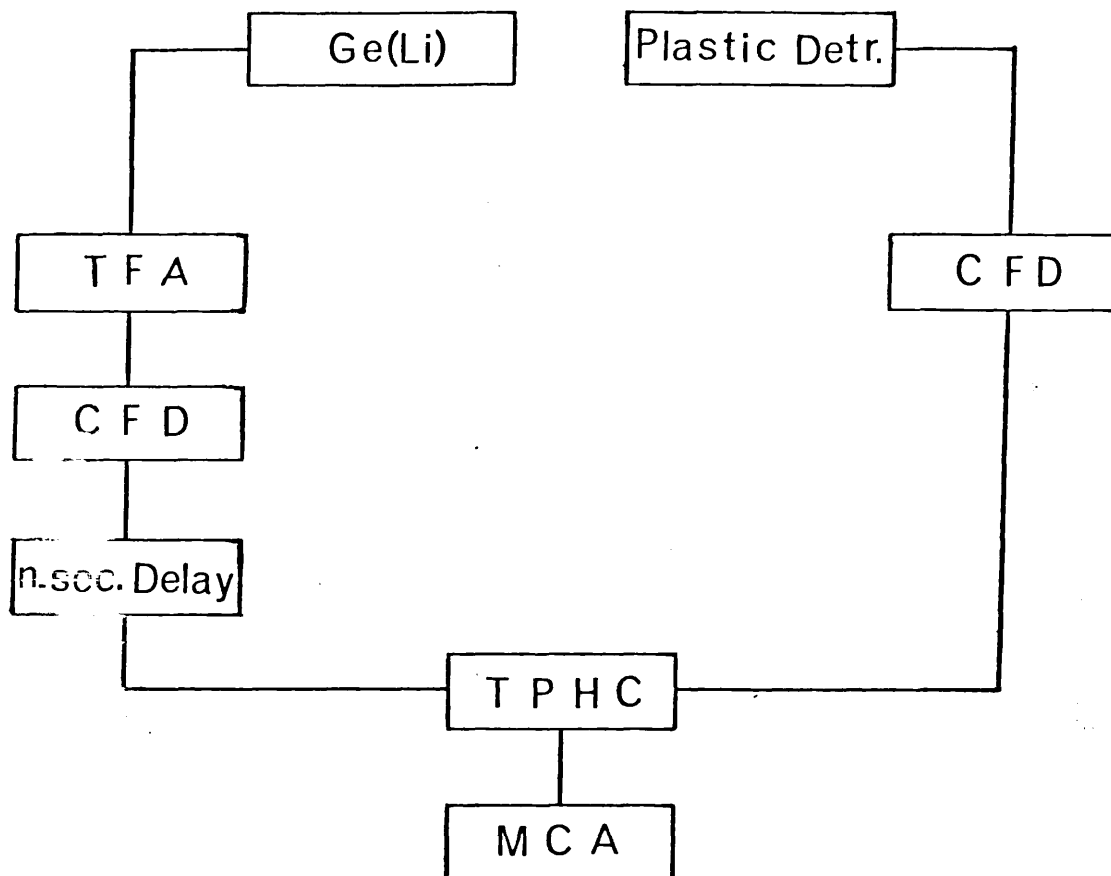 Ge(Li)
Plastic Detr.
T F A
C F D
C F D
n.sec. Delay
T P H C
M C A